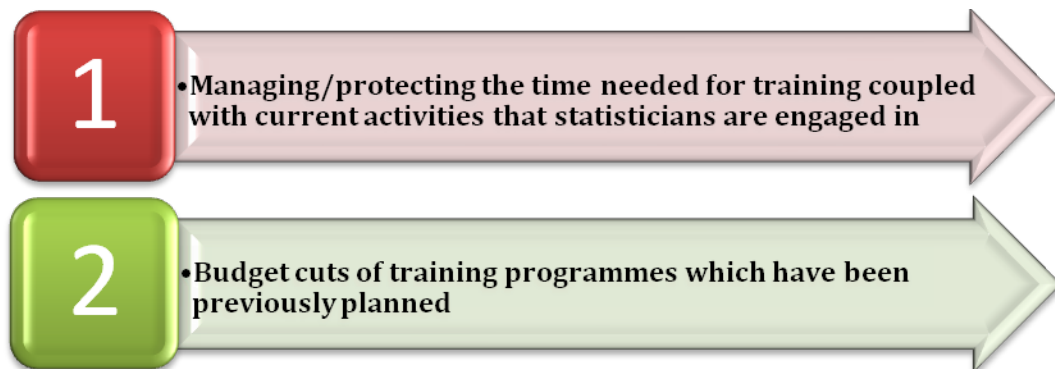 1
•Managing/protecting the time needed for training coupled
with current activities that statisticians are engaged in
2
•Budget cuts of training programmes which have been
previously planned